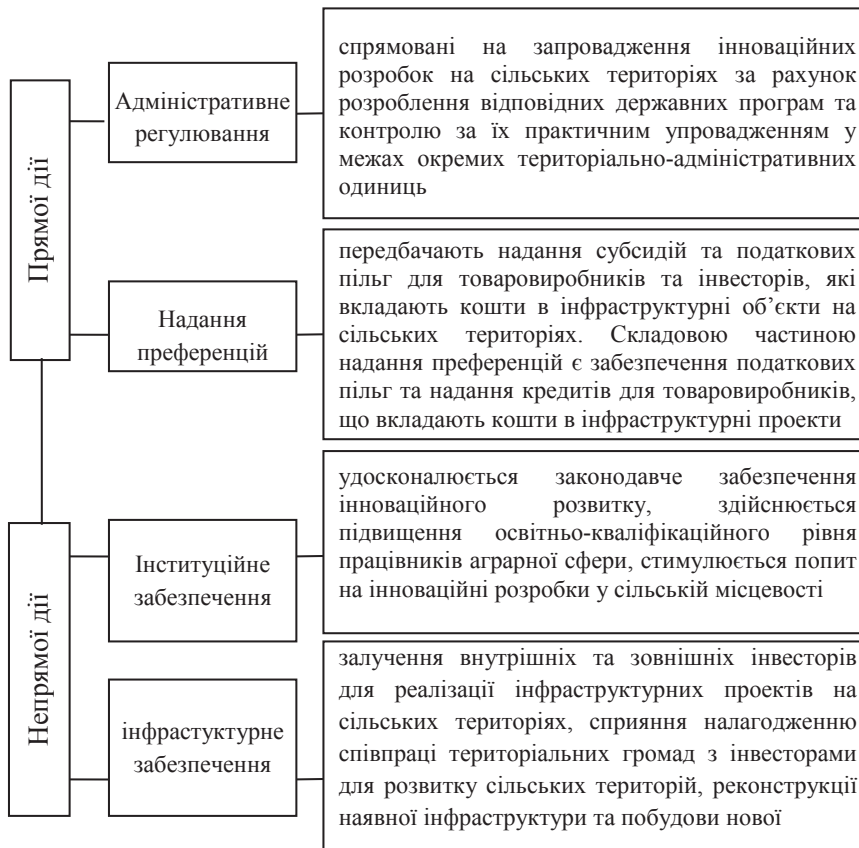 Прямої дії
Адміністративне
регулювання
спрямовані на запровадження інноваційних
розробок на сільських територіях за рахунок
розроблення відповідних державних програм та
контролю за їх практичним упровадженням у
межах окремих територіально-адміністративних
одиниць
Надання
преференцій
передбачають надання субсидій та податкових
пільг для товаровиробників та інвесторів, які
вкладають кошти в інфраструктурні об’єкти на
сільських територіях. Складовою частиною
надання преференцій є забезпечення податкових
пільг та надання кредитів для товаровиробників,
що вкладають кошти в інфраструктурні проекти
Непрямої дії
Інституційне
забезпечення
удосконалюється законодавче забезпечення
інноваційного розвитку, здійснюється
підвищення освітньо-кваліфікаційного рівня
працівників аграрної сфери, стимулюється попит
на інноваційні розробки у сільській місцевості
інфраструктурне
забезпечення
залучення внутрішніх та зовнішніх інвесторів
для реалізації інфраструктурних проектів на
сільських територіях, сприяння налагодженню
співпраці територіальних громад з інвесторами
для розвитку сільських територій, реконструкції
наявної інфраструктури та побудови нової